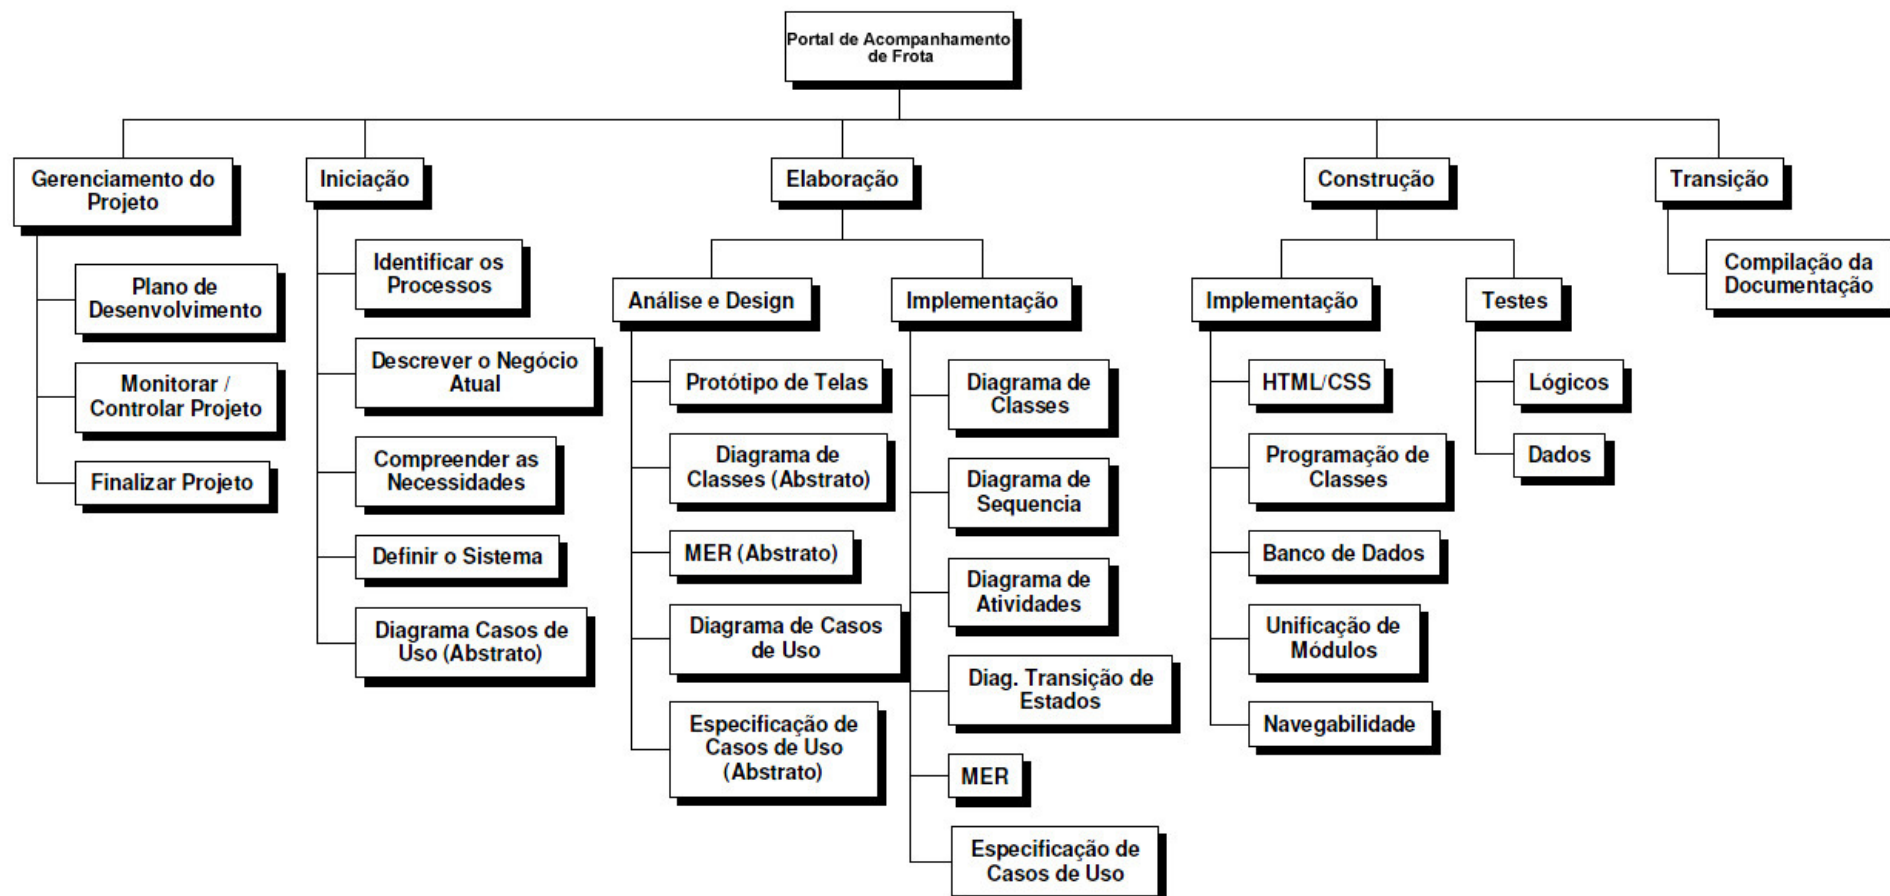 Portal de Acompanhamento
de Frota
Gerenciamento do
Projeto
Plano de
Desenvolvimento
Monitorar /
Controlar Projeto
Finalizar Projeto
Iniciação
Identificar os
Processos
Descrever o Negócio
Atual
Compreender as
Necessidades
Definir o Sistema
Diagrama Casos de
Uso (Abstrato)
Elaboração
Análise e Design
Protótipo de Telas
Diagrama de
Classes (Abstrato)
MER (Abstrato)
Diagrama de Casos
de Uso
Especificação de
Casos de Uso
(Abstrato)
Implementação
Diagrama de
Classes
Diagrama de
Sequencia
Diagrama de
Atividades
Diag. Transição de
Estados
MER
Especificação de
Casos de Uso
Construção
Implementação
HTML/CSS
Programação de
Classes
Banco de Dados
Unificação de
Módulos
Navegabilidade
Testes
Lógicos
Dados
Transição
Compilação da
Documentação